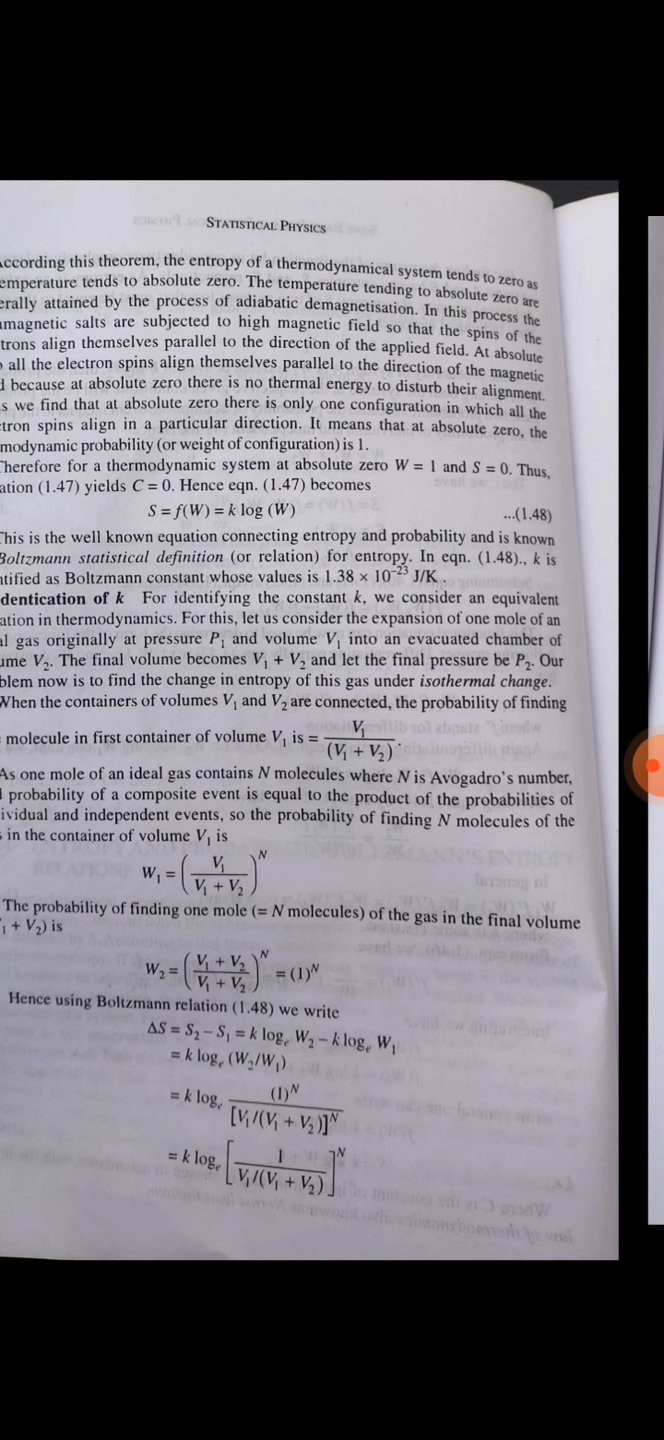 STATISTICAL PHYSICS
According this theorem, the entropy of a thermodynamical system tends to zero as
emperature tends to absolute zero. The temperature tending to absolute zero are
erally attained by the process of adiabatic demagnetisation. In this process the
amagnetic salts are subjected to high magnetic field so that the spins of the
trons align themselves parallel to the direction of the applied field. At absolute
o all the electron spins align themselves parallel to the direction of the magnetic
d because at absolute zero there is no thermal energy to disturb their alignment.
s we find that at absolute zero there is only one configuration in which all the
tron spins align in a particular direction. It means that at absolute zero, the
modynamic probability (or weight of configuration) is 1.
Therefore for a thermodynamic system at absolute zero W = 1 and S = 0. Thus,
ation (1.47) yields C = 0. Hence eqn. (1.47) becomes
S = f(W) = k log (W) ...(1.48)
This is the well known equation connecting entropy and probability and is known
Boltzmann statistical definition (or relation) for entropy. In eqn. (1.48)., k is
ntified as Boltzmann constant whose values is 1.38 × 10⁻²³ J/K .
dentication of k For identifying the constant k, we consider an equivalent
ation in thermodynamics. For this, let us consider the expansion of one mole of an
al gas originally at pressure P₁ and volume V₁ into an evacuated chamber of
ume V₂. The final volume becomes V₁ + V₂ and let the final pressure be P₂. Our
blem now is to find the change in entropy of this gas under isothermal change.
When the containers of volumes V₁ and V₂ are connected, the probability of finding
molecule in first container of volume V₁ is = V₁/(V₁ + V₂).
As one mole of an ideal gas contains N molecules where N is Avogadro's number,
l probability of a composite event is equal to the product of the probabilities of
ividual and independent events, so the probability of finding N molecules of the
s in the container of volume V₁ is
W₁ = (V₁/(V₁ + V₂))^N
The probability of finding one mole (= N molecules) of the gas in the final volume
₁ + V₂) is
W₂ = ((V₁ + V₂)/(V₁ + V₂))^N = (1)^N
Hence using Boltzmann relation (1.48) we write
ΔS = S₂ – S₁ = k logₑ W₂ – k logₑ W₁
= k logₑ (W₂/W₁)
= k logₑ (1)^N/[V₁/(V₁ + V₂)]^N
= k logₑ [1/(V₁/(V₁ + V₂))]^N